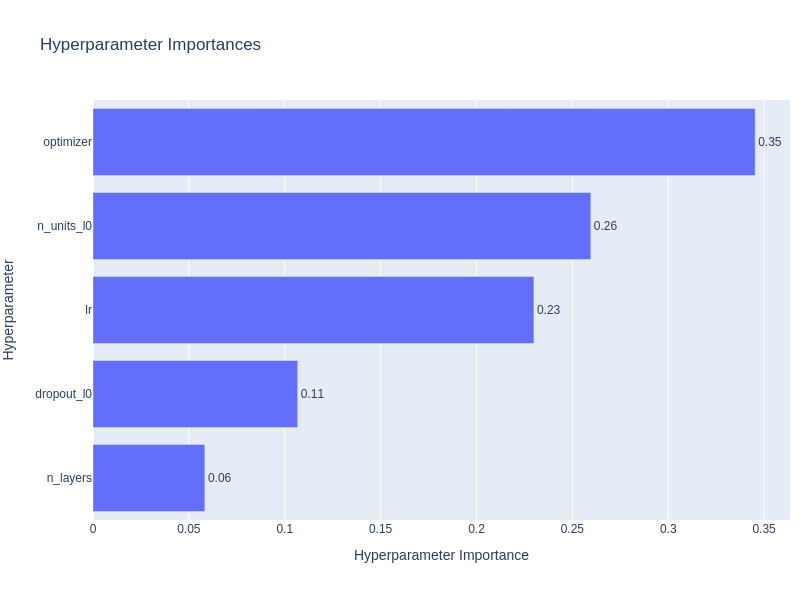 Hyperparameter Importances
Hyperparameter
optimizer
0.35
n_units_l0
0.26
lr
0.23
dropout_l0
0.11
n_layers
0.06
0
0.05
0.1
0.15
0.2
0.25
0.3
0.35
Hyperparameter Importance